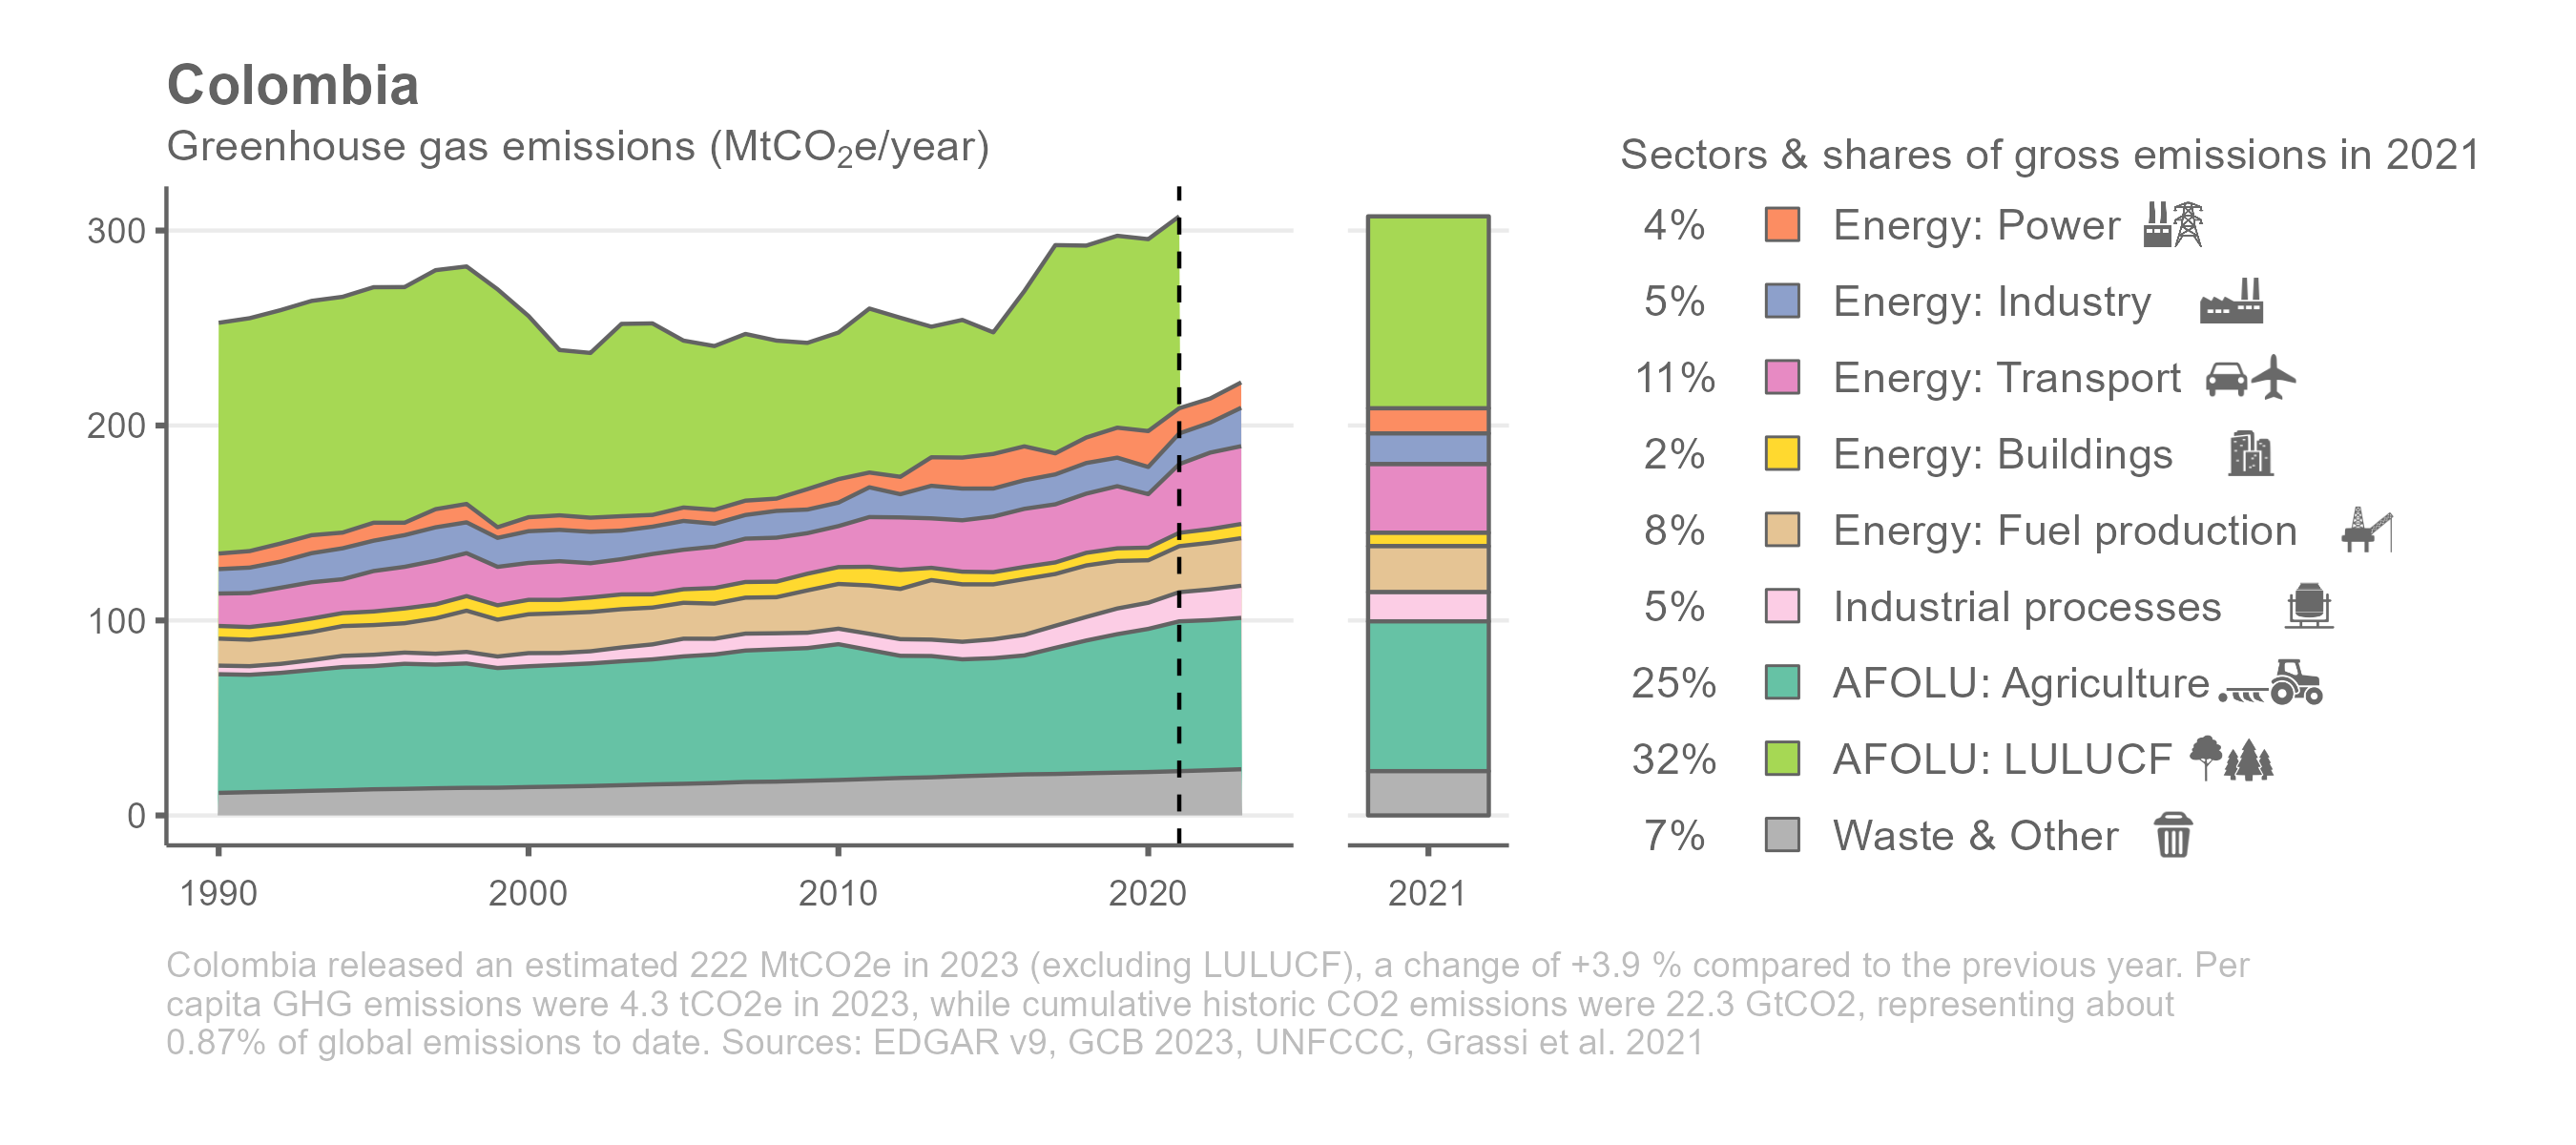 Colombia
Greenhouse gas emissions (MtCO₂e/year)
300
200
100
0
1990
2000
2010
2020
2021
Sectors & shares of gross emissions in 2021
4% Energy: Power
5% Energy: Industry
11% Energy: Transport
2% Energy: Buildings
8% Energy: Fuel production
5% Industrial processes
25% AFOLU: Agriculture
32% AFOLU: LULUCF
7% Waste & Other
Colombia released an estimated 222 MtCO2e in 2023 (excluding LULUCF), a change of +3.9 % compared to the previous year. Per
capita GHG emissions were 4.3 tCO2e in 2023, while cumulative historic CO2 emissions were 22.3 GtCO2, representing about
0.87% of global emissions to date. Sources: EDGAR v9, GCB 2023, UNFCCC, Grassi et al. 2021